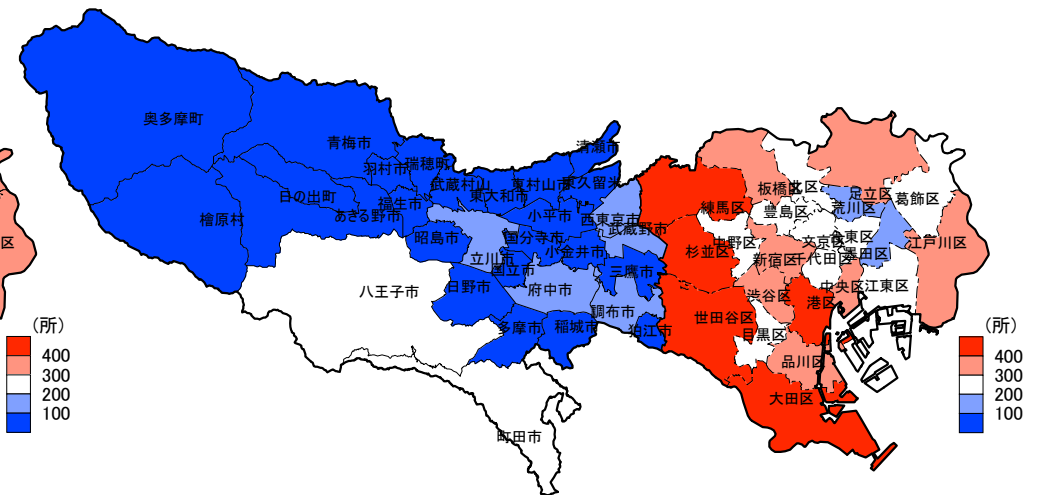 奥多摩町
青梅市
清瀬市
羽村市
瑞穂町
武蔵村山
東村山市
東久留米
東大和市
日の出町
福生市
あきる野市
檜原村
小平市
西東京市
武蔵野市
昭島市
国分寺市
小金井市
立川市
国立市
三鷹市
日野市
府中市
八王子市
調布市
多摩市
稲城市
狛江市
町田市
板橋区
北区
足立区
練馬区
豊島区
荒川区
葛飾区
中野区
文京区
台東区
杉並区
新宿区
千代田区
墨田区
江戸川区
渋谷区
中央区
江東区
港区
世田谷区
目黒区
品川区
大田区
区
(所)
400
300
200
100
(所)
400
300
200
100